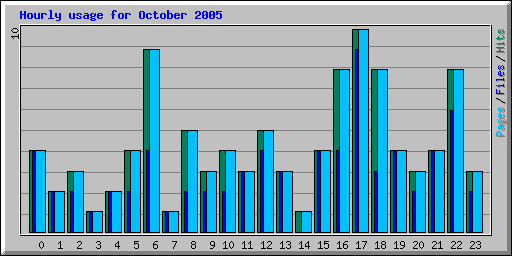 Hourly usage for October 2005
10
Pages/Files/Hits
0 1 2 3 4 5 6 7 8 9 10 11 12 13 14 15 16 17 18 19 20 21 22 23